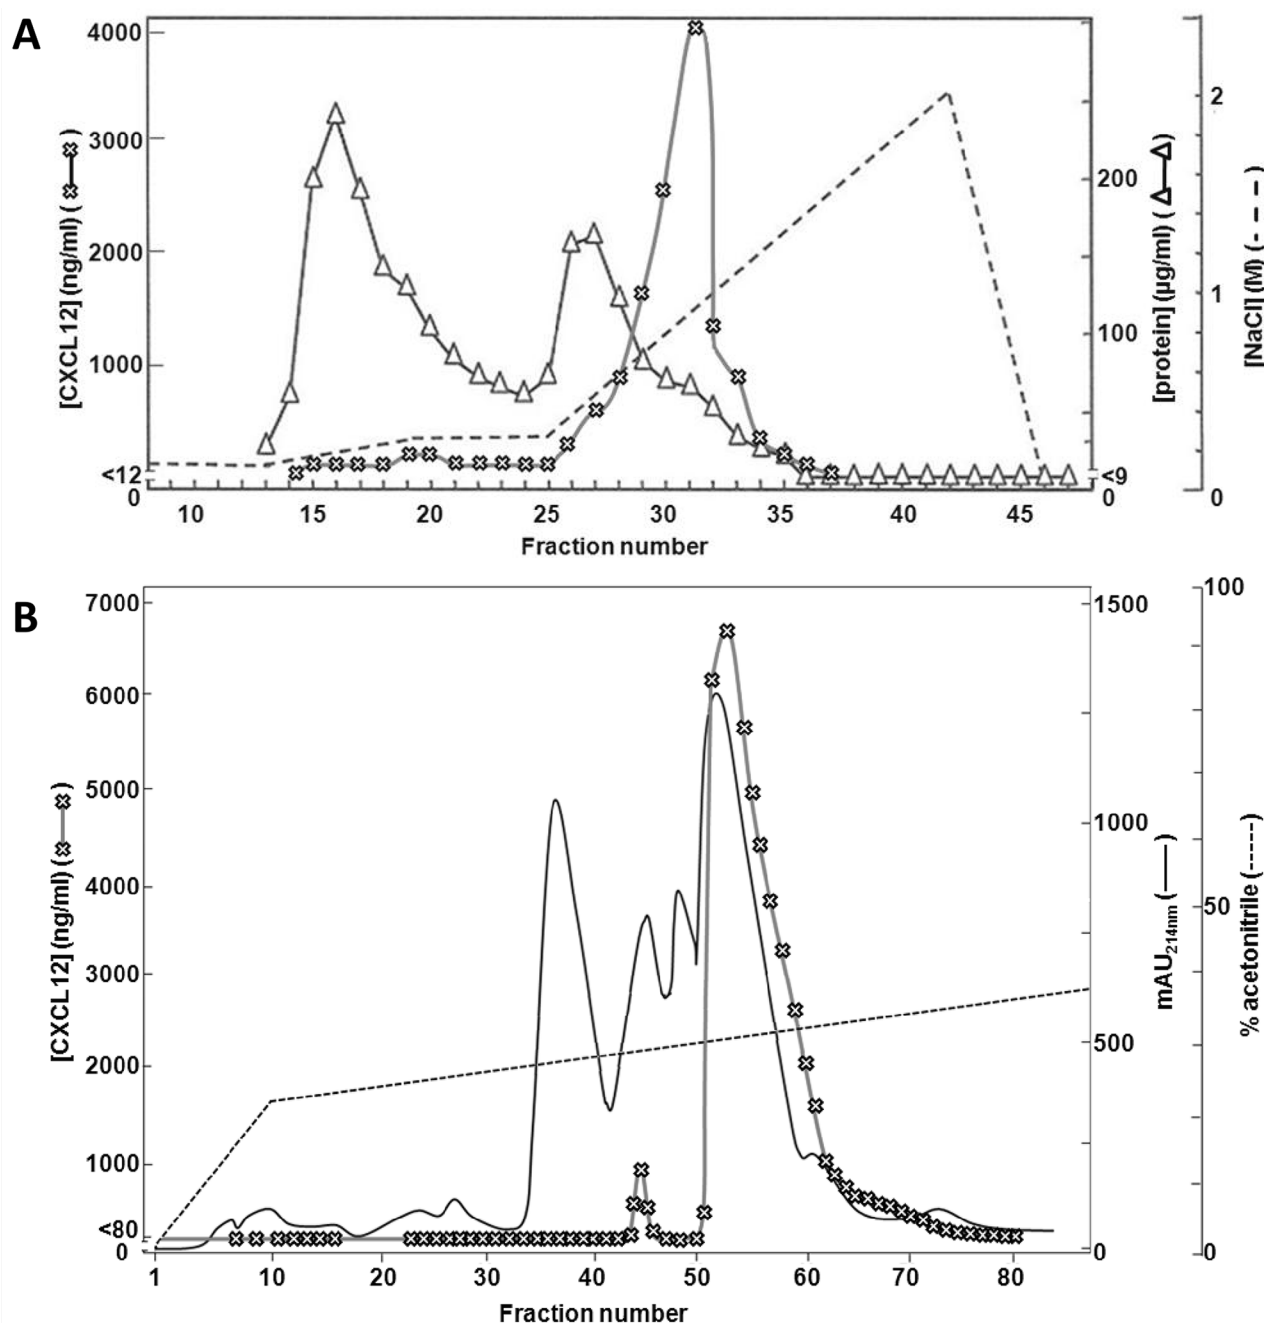 A
4000
3000
2000
1000
<12
0
[CXCL12] (ng/ml) ( )
10 15 20 25 30 35 40 45
Fraction number
200
100
<9
0
[protein] (µg/ml) (Δ—Δ)
2
1
0
[NaCl] (M) (- - -)
B
7000
6000
5000
4000
3000
2000
1000
<80
0
[CXCL12] (ng/ml) ( )
1 10 20 30 40 50 60 70 80
Fraction number
1500
1000
500
0
mAU214nm (——)
100
50
0
% acetonitrile (-----)